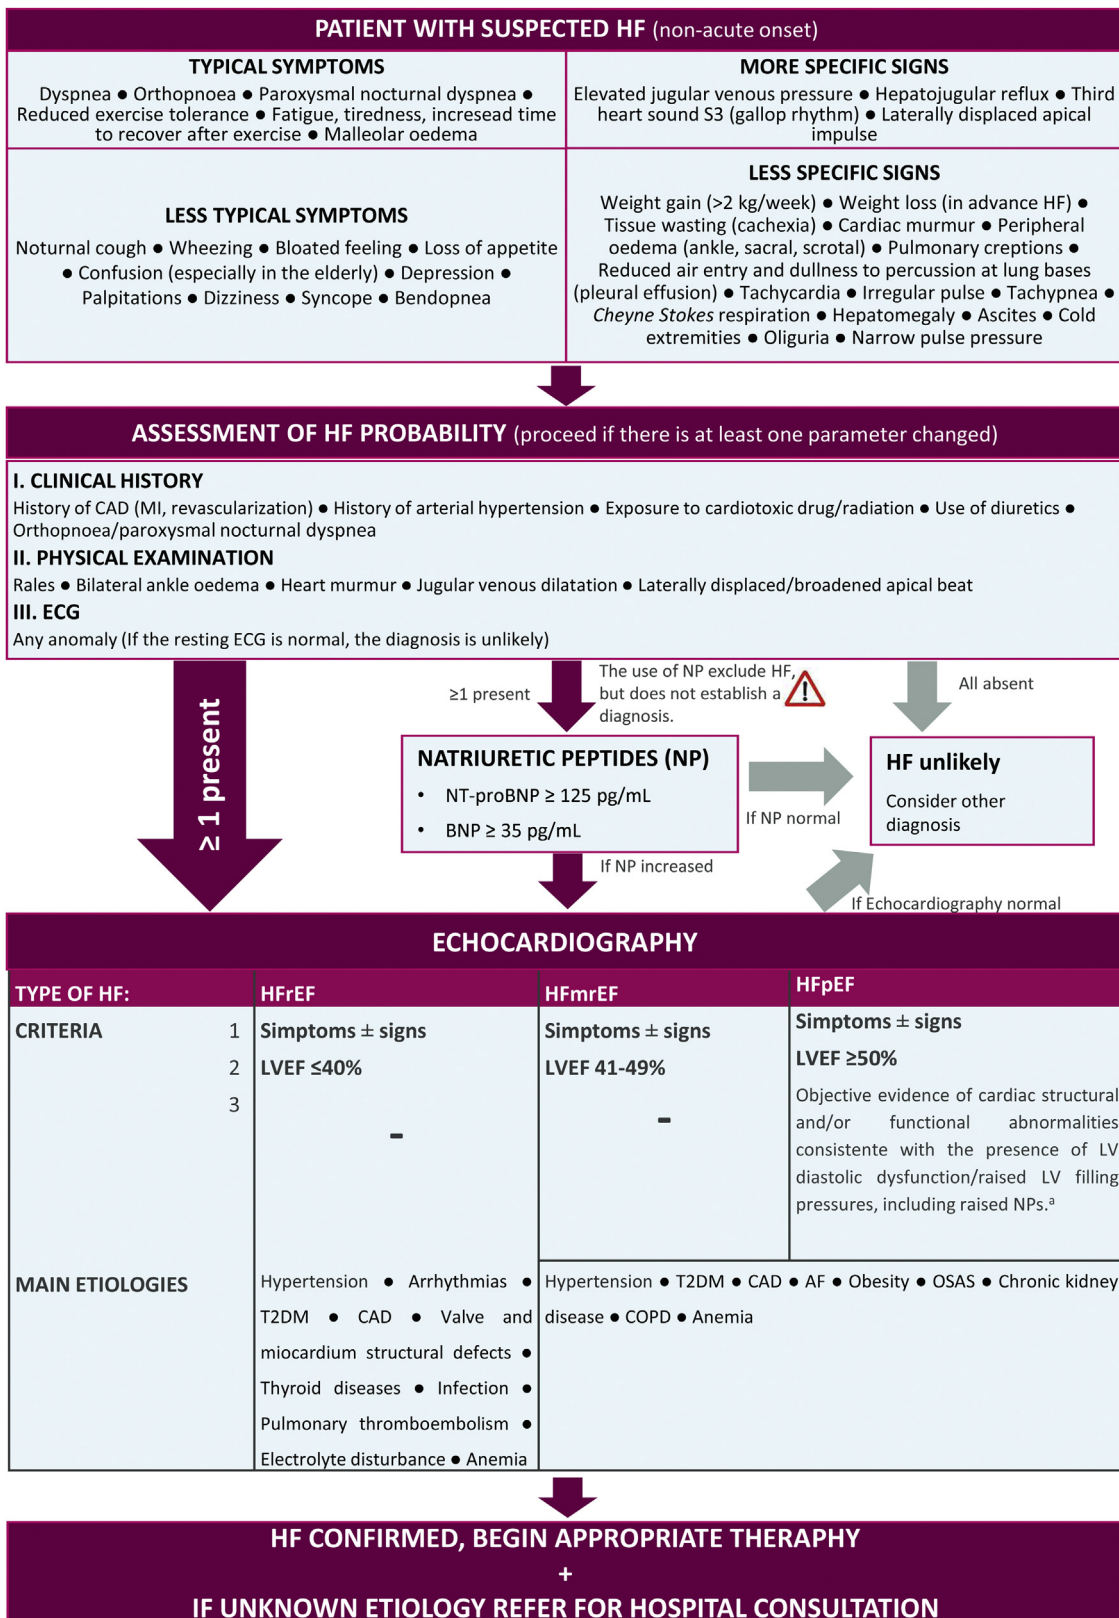 PATIENT WITH SUSPECTED HF (non-acute onset)
TYPICAL SYMPTOMS
Dyspnea ● Orthopnoea ● Paroxysmal nocturnal dyspnea ●
Reduced exercise tolerance ● Fatigue, tiredness, incresead time
to recover after exercise ● Malleolar oedema
MORE SPECIFIC SIGNS
Elevated jugular venous pressure ● Hepatojugular reflux ● Third
heart sound S3 (gallop rhythm) ● Laterally displaced apical
impulse
LESS TYPICAL SYMPTOMS
Noturnal cough ● Wheezing ● Bloated feeling ● Loss of appetite
● Confusion (especially in the elderly) ● Depression ●
Palpitations ● Dizziness ● Syncope ● Bendopnea
LESS SPECIFIC SIGNS
Weight gain (>2 kg/week) ● Weight loss (in advance HF) ●
Tissue wasting (cachexia) ● Cardiac murmur ● Peripheral
oedema (ankle, sacral, scrotal) ● Pulmonary creptions ●
Reduced air entry and dullness to percussion at lung bases
(pleural effusion) ● Tachycardia ● Irregular pulse ● Tachypnea ●
Cheyne Stokes respiration ● Hepatomegaly ● Ascites ● Cold
extremities ● Oliguria ● Narrow pulse pressure
ASSESSMENT OF HF PROBABILITY (proceed if there is at least one parameter changed)
I. CLINICAL HISTORY
History of CAD (MI, revascularization) ● History of arterial hypertension ● Exposure to cardiotoxic drug/radiation ● Use of diuretics ●
Orthopnoea/paroxysmal nocturnal dyspnea
II. PHYSICAL EXAMINATION
Rales ● Bilateral ankle oedema ● Heart murmur ● Jugular venous dilatation ● Laterally displaced/broadened apical beat
III. ECG
Any anomaly (If the resting ECG is normal, the diagnosis is unlikely)
≥ 1 present
≥1 present
The use of NP exclude HF,
but does not establish a
diagnosis.
!
All absent
NATRIURETIC PEPTIDES (NP)
• NT-proBNP ≥ 125 pg/mL
• BNP ≥ 35 pg/mL
If NP normal
HF unlikely
Consider other
diagnosis
If NP increased
If Echocardiography normal
ECHOCARDIOGRAPHY
TYPE OF HF: HFrEF HFmrEF HFpEF
CRITERIA
1 Simptoms ± signs Simptoms ± signs Simptoms ± signs
2 LVEF ≤40% LVEF 41-49% LVEF ≥50%
3 - -
Objective evidence of cardiac structural
and/or functional abnormalities
consistente with the presence of LV
diastolic dysfunction/raised LV filling
pressures, including raised NPs.ᵃ
MAIN ETIOLOGIES
Hypertension ● Arrhythmias ●
T2DM ● CAD ● Valve and
miocardium structural defects ●
Thyroid diseases ● Infection ●
Pulmonary thromboembolism ●
Electrolyte disturbance ● Anemia
Hypertension ● T2DM ● CAD ● AF ● Obesity ● OSAS ● Chronic kidney
disease ● COPD ● Anemia
HF CONFIRMED, BEGIN APPROPRIATE THERAPHY
+
IF UNKNOWN ETIOLOGY REFER FOR HOSPITAL CONSULTATION